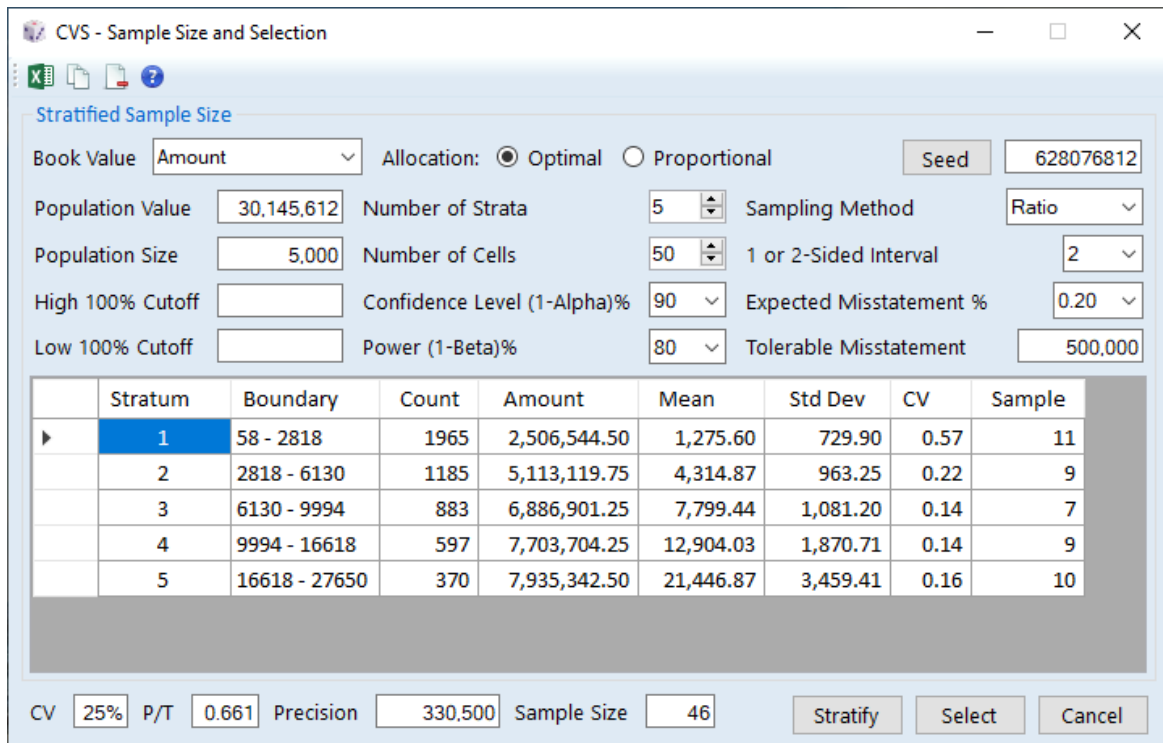 CVS - Sample Size and Selection
Stratified Sample Size
Book Value Amount Allocation: Optimal Proportional Seed 628076812
Population Value 30,145,612 Number of Strata 5 Sampling Method Ratio
Population Size 5,000 Number of Cells 50 1 or 2-Sided Interval 2
High 100% Cutoff Confidence Level (1-Alpha)% 90 Expected Misstatement % 0.20
Low 100% Cutoff Power (1-Beta)% 80 Tolerable Misstatement 500,000
Stratum Boundary Count Amount Mean Std Dev CV Sample
1 58 - 2818 1965 2,506,544.50 1,275.60 729.90 0.57 11
2 2818 - 6130 1185 5,113,119.75 4,314.87 963.25 0.22 9
3 6130 - 9994 883 6,886,901.25 7,799.44 1,081.20 0.14 7
4 9994 - 16618 597 7,703,704.25 12,904.03 1,870.71 0.14 9
5 16618 - 27650 370 7,935,342.50 21,446.87 3,459.41 0.16 10
CV 25% P/T 0.661 Precision 330,500 Sample Size 46 Stratify Select Cancel